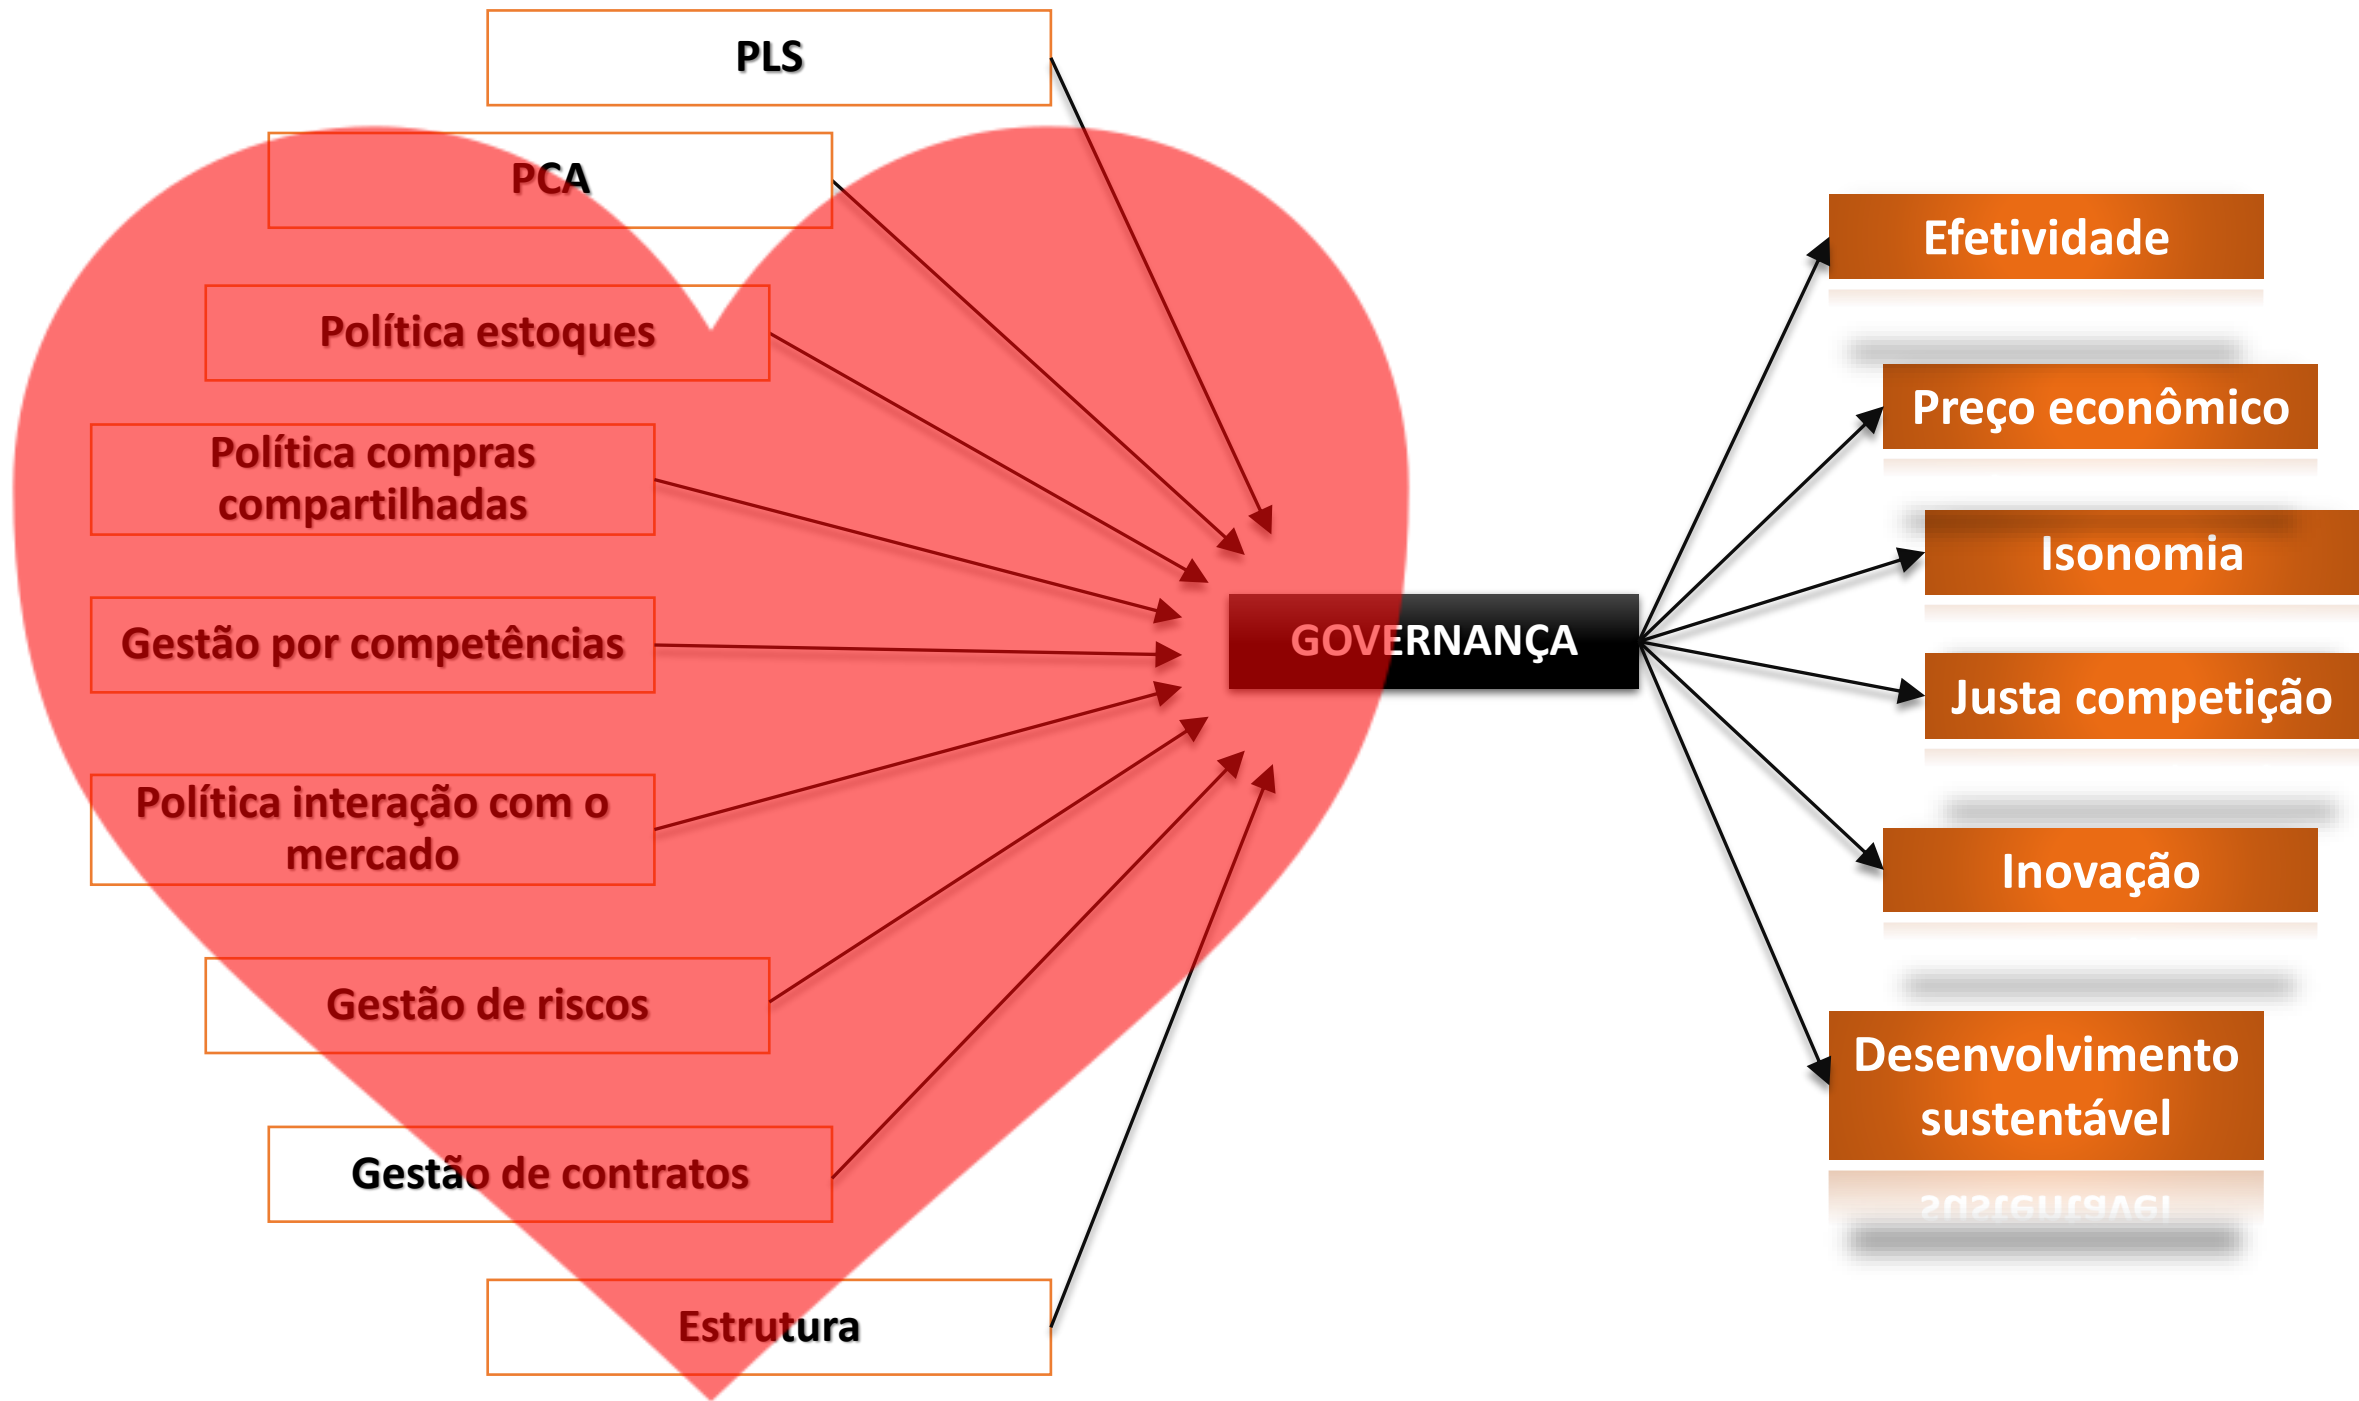 PLS
PCA
Política estoques
Política compras
compartilhadas
Gestão por competências
Política interação com o
mercado
Gestão de riscos
Gestão de contratos
Estrutura
GOVERNANÇA
Efetividade
Preço econômico
Isonomia
Justa competição
Inovação
Desenvolvimento
sustentável